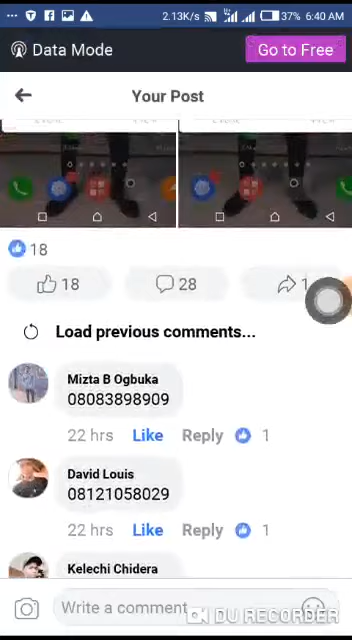 2.13K/s 37% 6:40 AM
Data Mode Go to Free
Your Post
18
18 28 1
Load previous comments...
Mizta B Ogbuka
08083898909
22 hrs Like Reply 1
David Louis
08121058029
22 hrs Like Reply 1
Kelechi Chidera
Write a comment
DU RECORDER